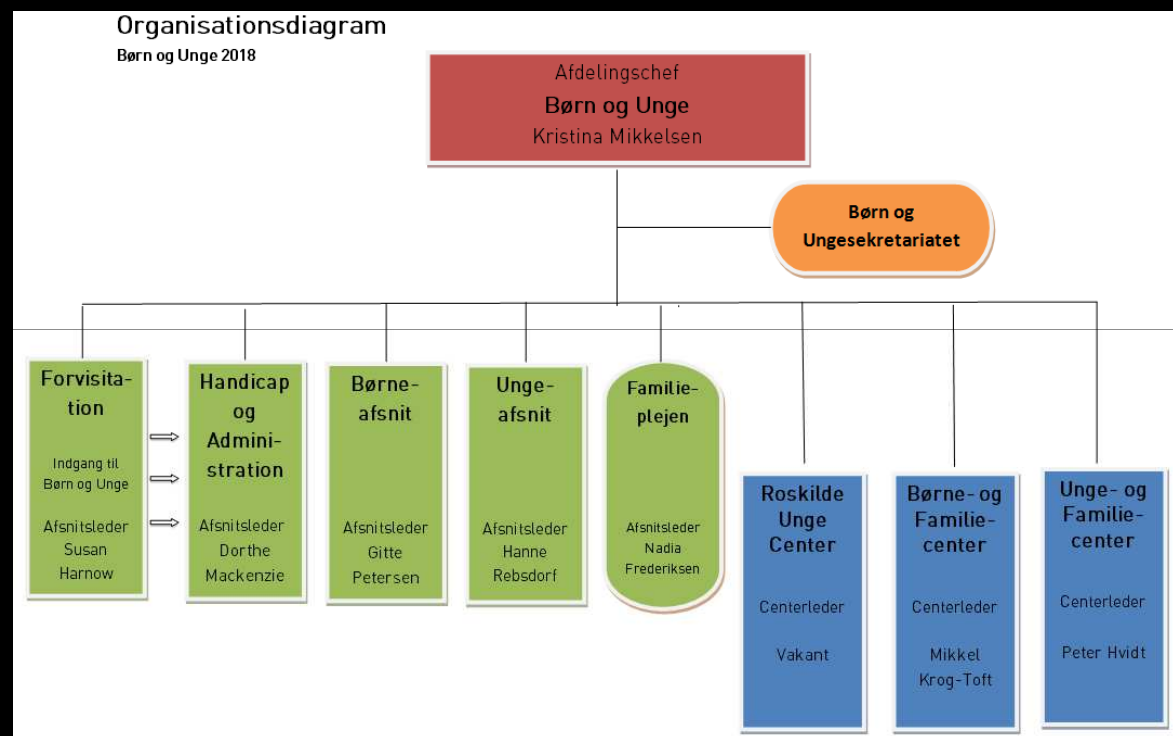 Organisationsdiagram
Børn og Unge 2018
Afdelingschef
Børn og Unge
Kristina Mikkelsen
Børn og
Ungesekretariatet
Forvisita-
tion
Indgang til
Børn og Unge
Afsnitsleder
Susan
Harnow
Handicap
og
Admini-
stration
Afsnitsleder
Dorthe
Mackenzie
Børne-
afsnit
Afsnitsleder
Gitte
Petersen
Unge-
afsnit
Afsnitsleder
Hanne
Rebsdorf
Familie-
plejen
Afsnitsleder
Nadia
Frederiksen
Roskilde
Unge
Center
Centerleder
Vakant
Børne- og
Familie-
center
Centerleder
Mikkel
Krog-Toft
Unge- og
Familie-
center
Centerleder
Peter Hvidt